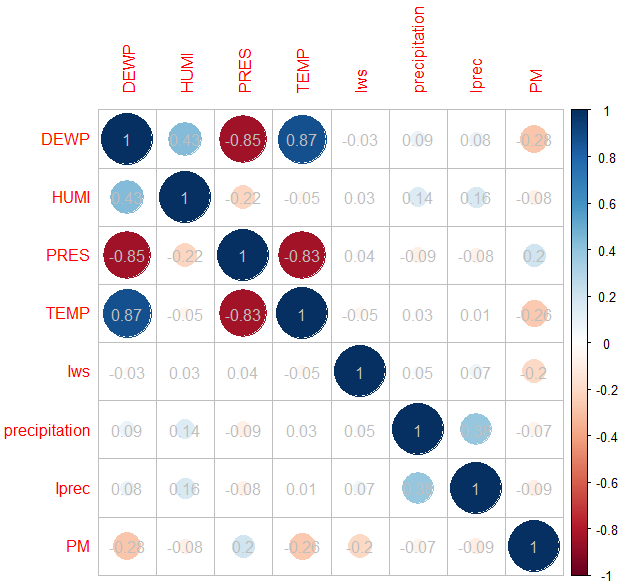 DEWP HUMI PRES TEMP Iws precipitation Iprec PM
DEWP 1 0.43 -0.85 0.87 -0.03 0.09 0.08 -0.28
HUMI 0.43 1 -0.22 -0.05 0.03 0.14 0.16 -0.08
PRES -0.85 -0.22 1 -0.83 0.04 -0.09 -0.08 0.2
TEMP 0.87 -0.05 -0.83 1 -0.05 0.03 0.01 -0.26
Iws -0.03 0.03 0.04 -0.05 1 0.05 0.07 -0.2
precipitation 0.09 0.14 -0.09 0.03 0.05 1 -0.07
Iprec 0.08 0.16 -0.08 0.01 0.07 1 -0.09
PM -0.28 -0.08 0.2 -0.26 -0.2 -0.07 -0.09 1
1
0.8
0.6
0.4
0.2
0
-0.2
-0.4
-0.6
-0.8
-1